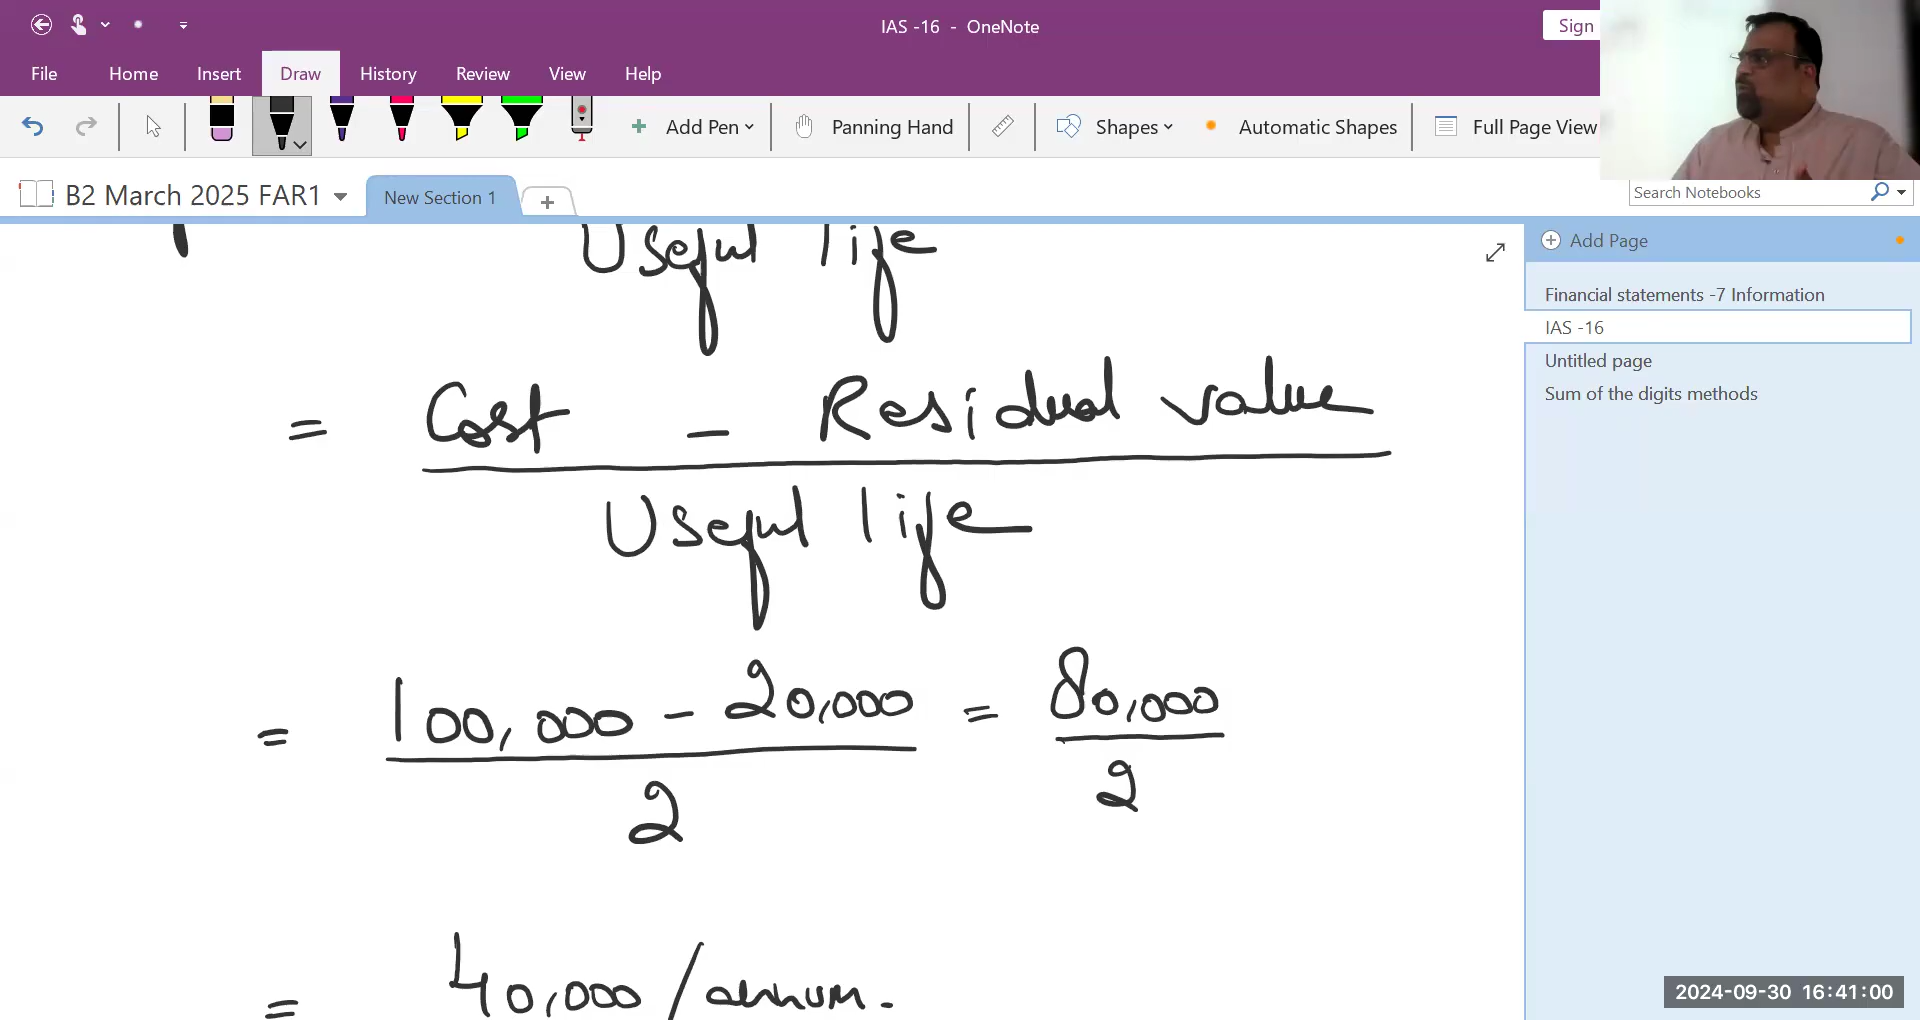 IAS -16 - OneNote
Sign
File Home Insert Draw History Review View Help
Add Pen Panning Hand Shapes Automatic Shapes Full Page View
B2 March 2025 FAR1 New Section 1
Search Notebooks
Add Page
Financial statements -7 Information
IAS -16
Untitled page
Sum of the digits methods
Useful life
= Cost - Residual value
Useful life
= 100,000 - 20,000 = 80,000
2 2
= 40,000 / annum.
2024-09-30 16:41:00